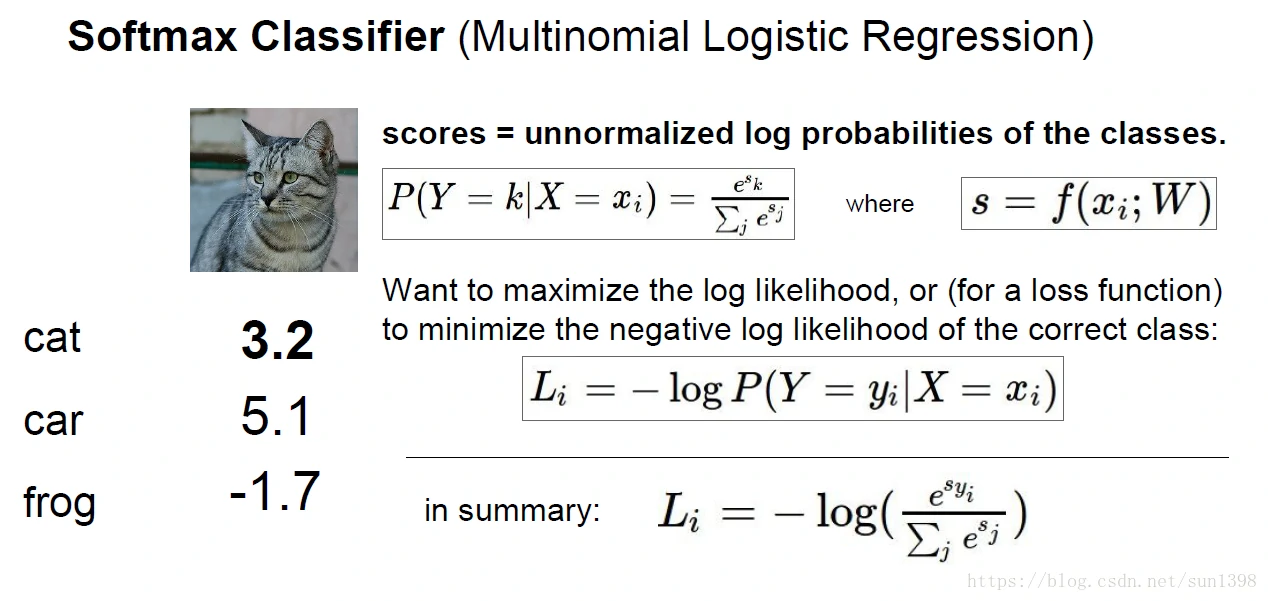 Softmax Classifier (Multinomial Logistic Regression)
scores = unnormalized log probabilities of the classes.
P(Y = k|X = x_i) = \frac{e^{s_k}}{\sum_j e^{s_j}} where s = f(x_i; W)
Want to maximize the log likelihood, or (for a loss function)
to minimize the negative log likelihood of the correct class:
L_i = − log P(Y = y_i|X = x_i)
cat 3.2
car 5.1
frog -1.7
in summary: L_i = − log(\frac{e^{s_{y_i}}}{\sum_j e^{s_j}})
https://blog.csdn.net/sun1398